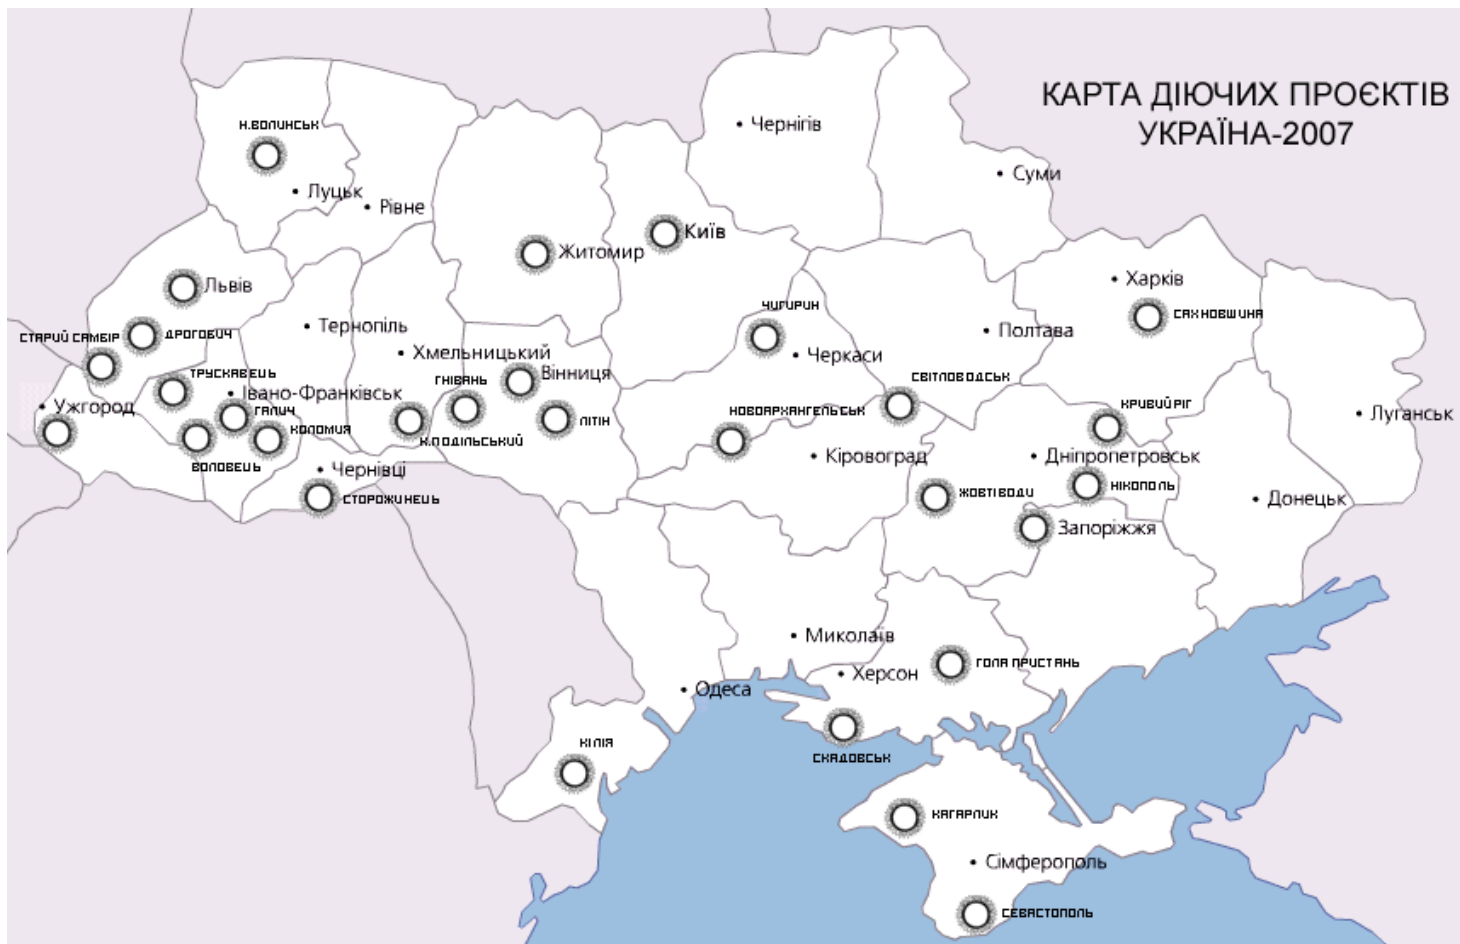 КАРТА ДІЮЧИХ ПРОЄКТІВ
УКРАЇНА-2007
Н.ВОЛИНСЬК
Чернігів
Суми
Луцьк
Рівне
Київ
Житомир
Львів
Харків
ЧИГИРИН
САХНОВШИНА
Тернопіль
СТАРИЙ САМБІР
ДРОГОВИЧ
Полтава
Хмельницький
Черкаси
ТРУСКАВЕЦЬ
ГНІВАНЬ
Вінниця
СВІТЛОВОДСЬК
Івано-Франківськ
Ужгород
ГАЛИЧ
НОВОАРХАНГЕЛЬСЬК
КРИВИЙ РІГ
Луганськ
КОЛОМИЯ
ЛІТІН
К.ПОДІЛЬСЬКИЙ
Кіровоград
Дніпропетровськ
ВОЛОВЕЦЬ
Чернівці
СТОРОЖИНЕЦЬ
ЖОВТІ ВОДИ
НІКОПОЛЬ
Донецьк
Запоріжжя
Миколаїв
ГОЛА ПРИСТАНЬ
Херсон
Одеса
КІЛІЯ
СКАДОВСЬК
КАГАРЛИК
Сімферополь
СЕВАСТОПОЛЬ